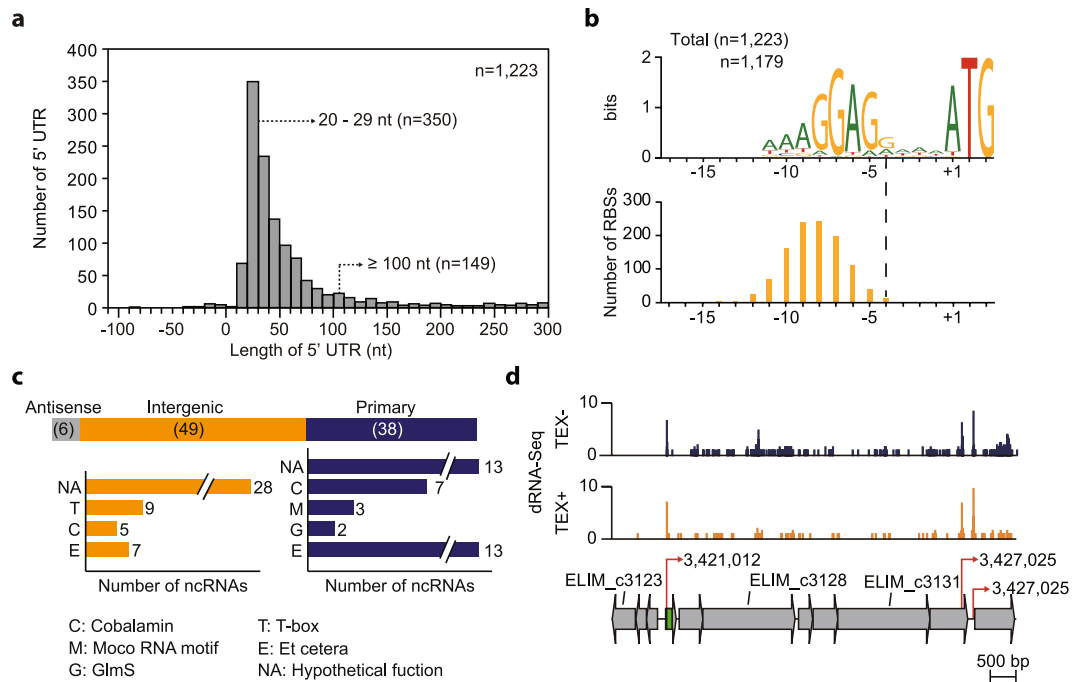 a
400
350
300
250
200
150
100
50
0
Number of 5' UTR
n=1,223
20 - 29 nt (n=350)
≥ 100 nt (n=149)
-100 -50 0 50 100 150 200 250 300
Length of 5' UTR (nt)
b
Total (n=1,223)
n=1,179
2
1
0
bits
AAAGGAGG ATG
-15 -10 -5 +1
300
200
100
0
Number of RBSs
-15 -10 -5 +1
c
Antisense Intergenic Primary
(6) (49) (38)
NA 28
T 9
C 5
E 7
Number of ncRNAs
NA 13
C 7
M 3
G 2
E 13
Number of ncRNAs
C: Cobalamin
M: Moco RNA motif
G: GlmS
T: T-box
E: Et cetera
NA: Hypothetical fuction
d
dRNA-Seq
TEX-
10
0
TEX+
10
0
3,421,012
3,427,025
3,427,025
ELIM_c3123
ELIM_c3128
ELIM_c3131
500 bp